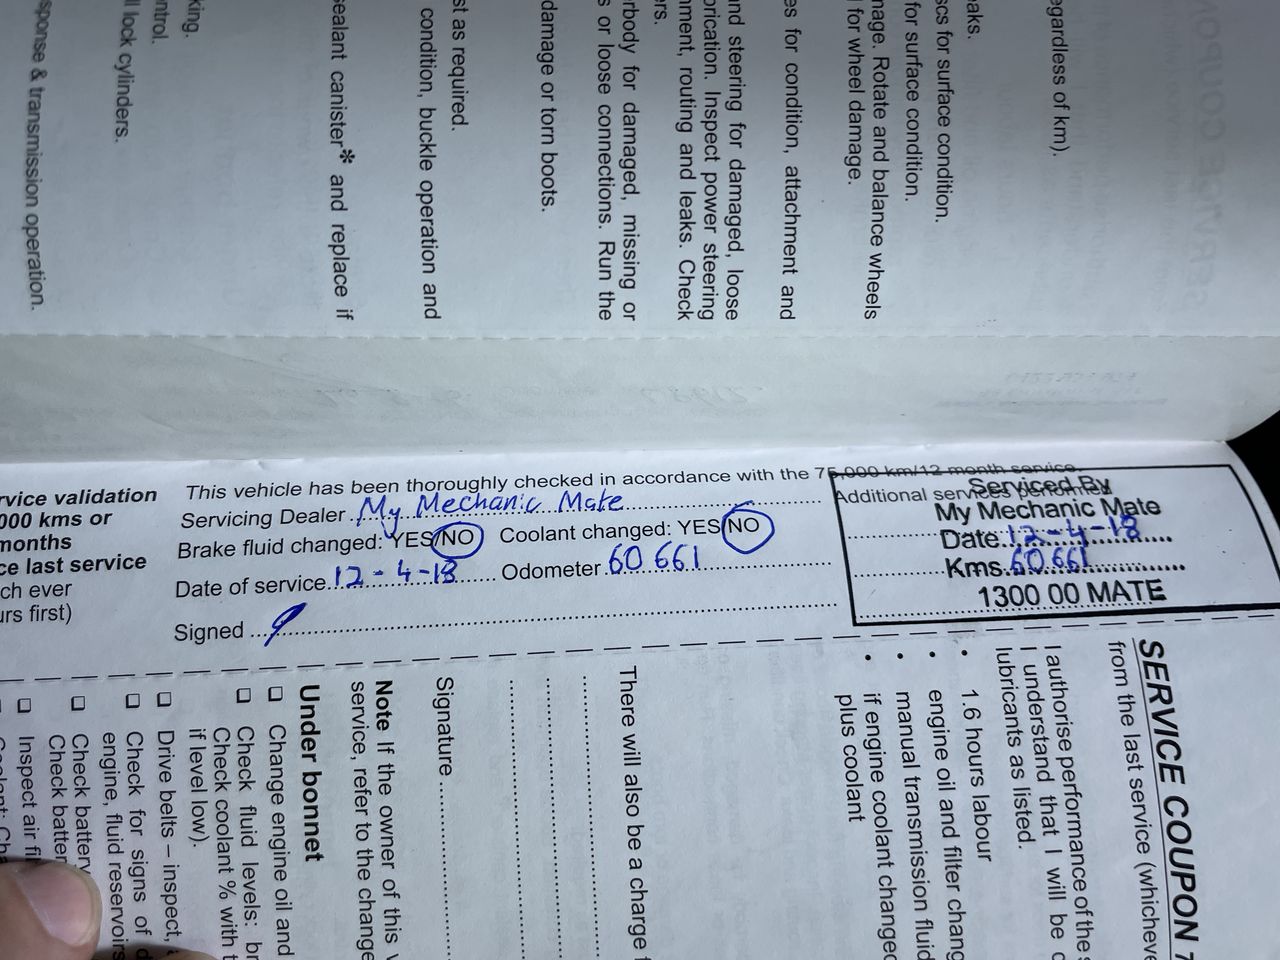 egardless of km).
aks.
cs for surface condition.
for surface condition.
nage. Rotate and balance wheels
for wheel damage.
es for condition, attachment and
nd steering for damaged, loose
orication. Inspect power steering
nment, routing and leaks. Check
ers.
rbody for damaged, missing or
s or loose connections. Run the
damage or torn boots.
st as required.
condition, buckle operation and
sealant canister* and replace if
king.
ntrol.
ll lock cylinders.
sponse & transmission operation.
rvice validation
000 kms or
months
ce last service
ch ever
urs first)
This vehicle has been thoroughly checked in accordance with the 75,000 km/12 month service.
Servicing Dealer My Mechanic Mate
Brake fluid changed: YES/NO Coolant changed: YES/NO
Date of service 12-4-18 Odometer 60 661
Signed
Additional services performed
Serviced By
My Mechanic Mate
Date 12-4-18
Kms. 60661
1300 00 MATE
SERVICE COUPON 7
from the last service (whicheve
I authorise performance of the s
I understand that I will be c
lubricants as listed.
• 1.6 hours labour
• engine oil and filter chang
• manual transmission fluid
• if engine coolant changed
plus coolant
There will also be a charge f
Signature
Note If the owner of this v
service, refer to the change
Under bonnet
❑ Change engine oil and
❑ Check fluid levels: br
Check coolant % with t
if level low).
❑ Drive belts – inspect,
❑ Check for signs of d
engine, fluid reservoir
❑ Check battery
Check batter
❑ Inspect air fi